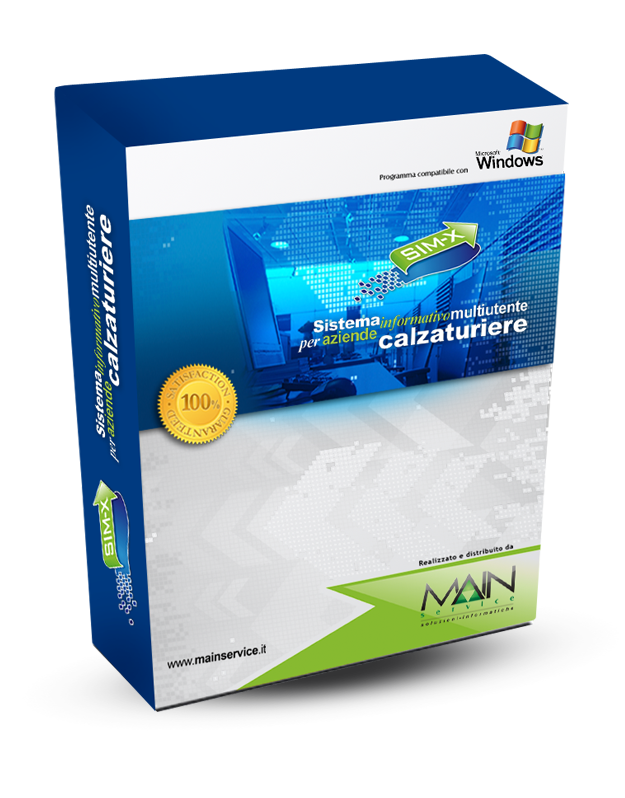 Programma compatibile con
Microsoft
Windows
SIM-X
Sistema informativo multiutente
per aziende calzaturiere
SATISFACTION
100%
GUARANTEED
Sistema informativo multiutente
per aziende calzaturiere
SIM-X
Realizzato e distribuito da
MAIN
service
soluzioni informatiche
www.mainservice.it